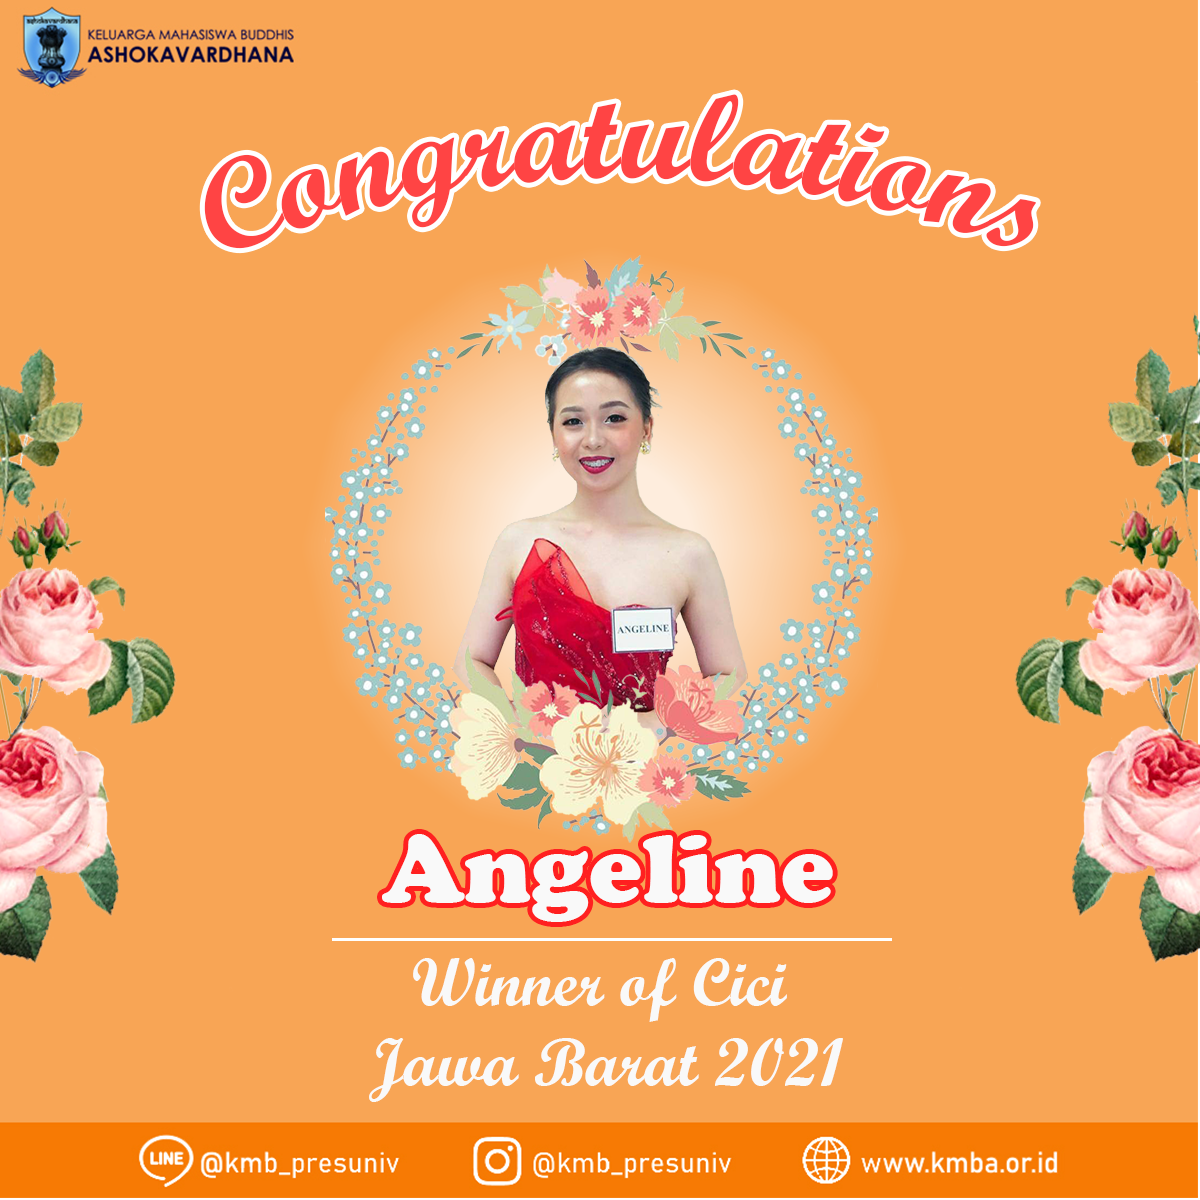 ashokavardhana
KELUARGA MAHASISWA BUDDHIS
ASHOKAVARDHANA
Congratulations
ANGELINE
Angeline
Winner of Cici
Jawa Barat 2021
LINE @kmb_presuniv @kmb_presuniv www.kmba.or.id